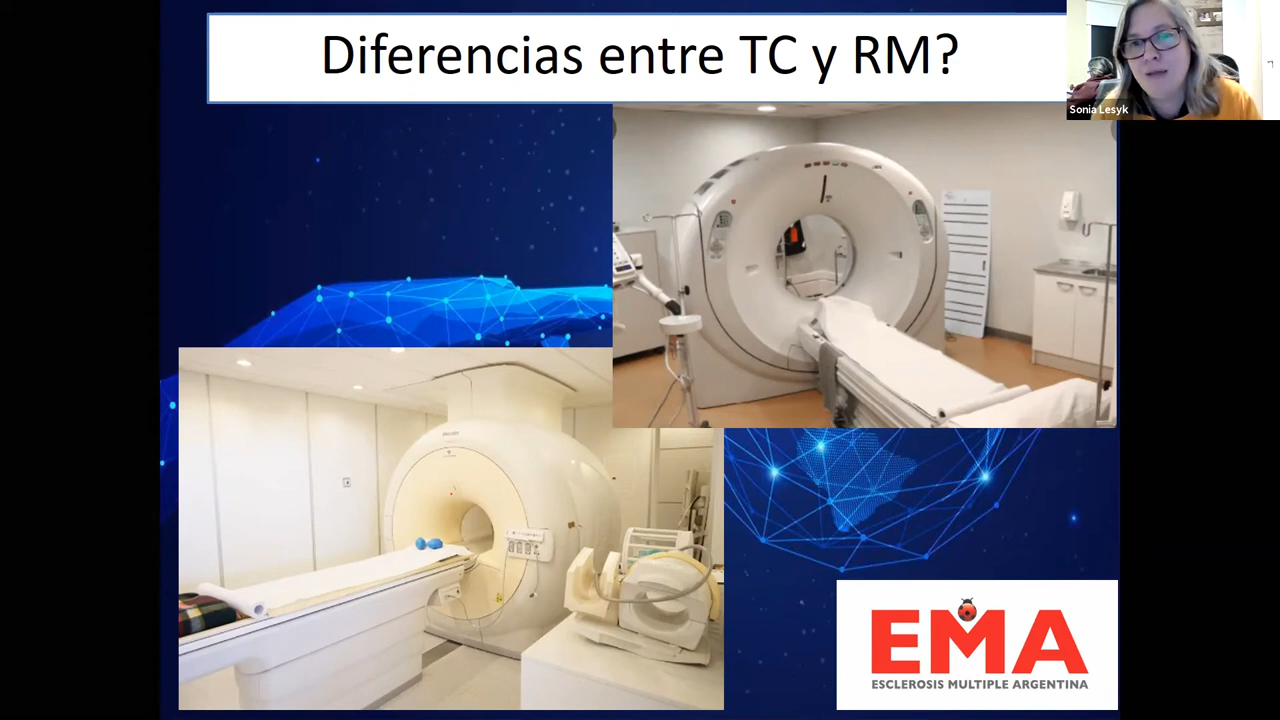 Diferencias entre TC y RM?
Sonia Lesyk
EMA
ESCLEROSIS MULTIPLE ARGENTINA